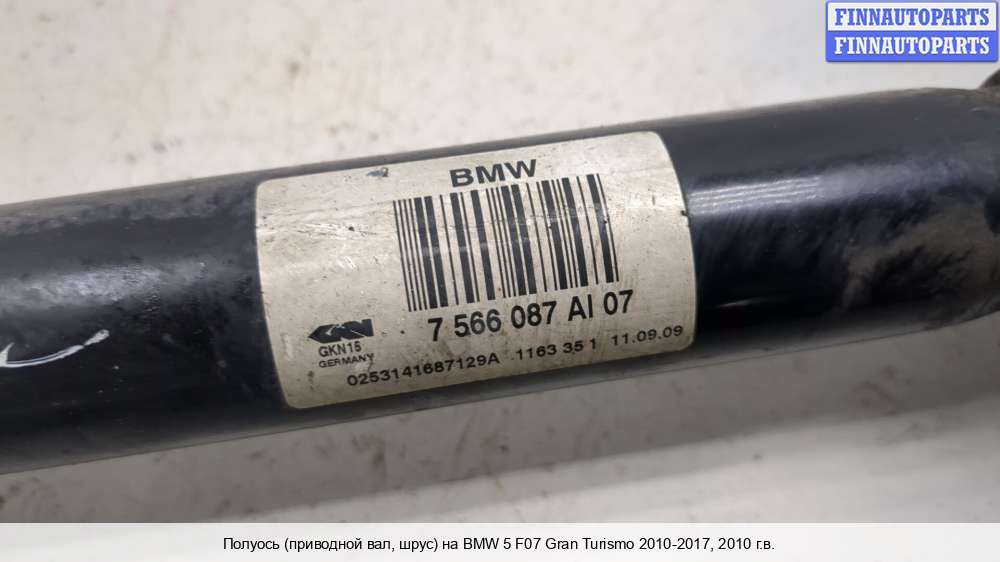 FINNAUTOPARTS
FINNAUTOPARTS
BMW
7 566 087 AI 07
GKN
GKN15
GERMANY
0253141687129A 1163 35 1 11.09.09
Полуось (приводной вал, шрус) на BMW 5 F07 Gran Turismo 2010-2017, 2010 г.в.